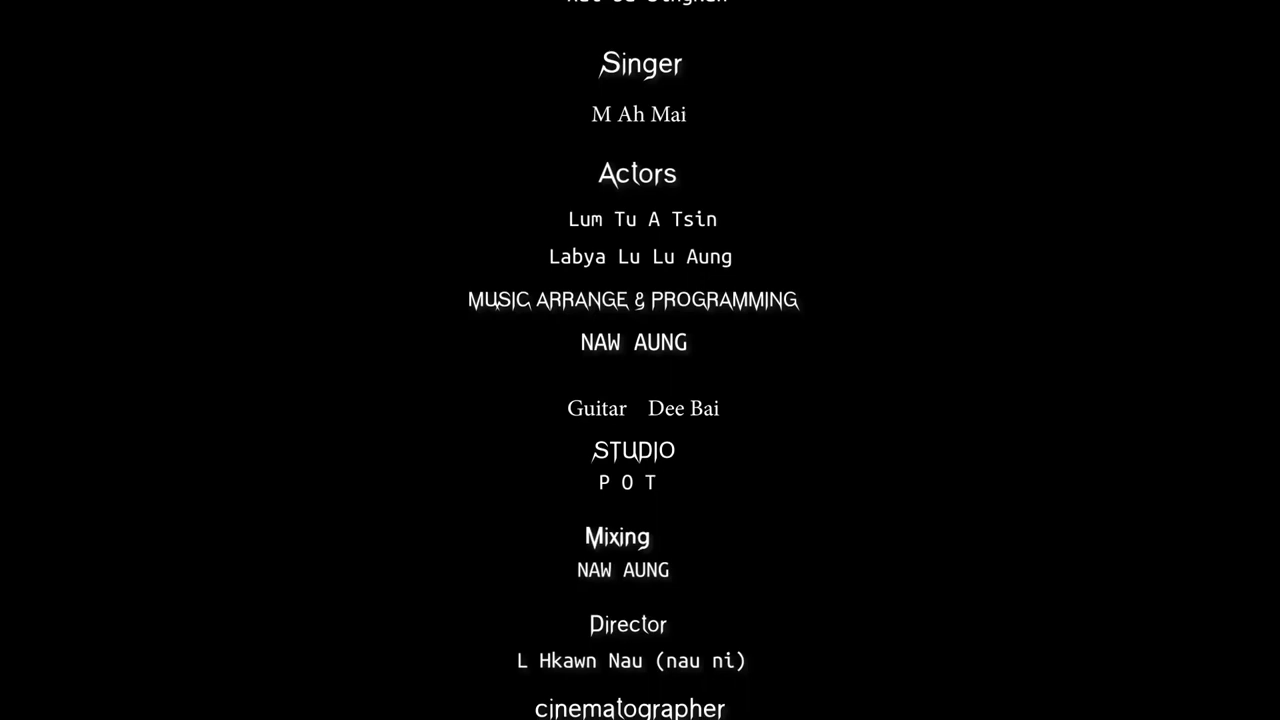 Singer
M Ah Mai
Actors
Lum Tu A Tsin
Labya Lu Lu Aung
MUSIC ARRANGE & PROGRAMMING
NAW AUNG
Guitar Dee Bai
STUDIO
P O T
Mixing
NAW AUNG
Director
L Hkawn Nau (nau ni)
cinematographer